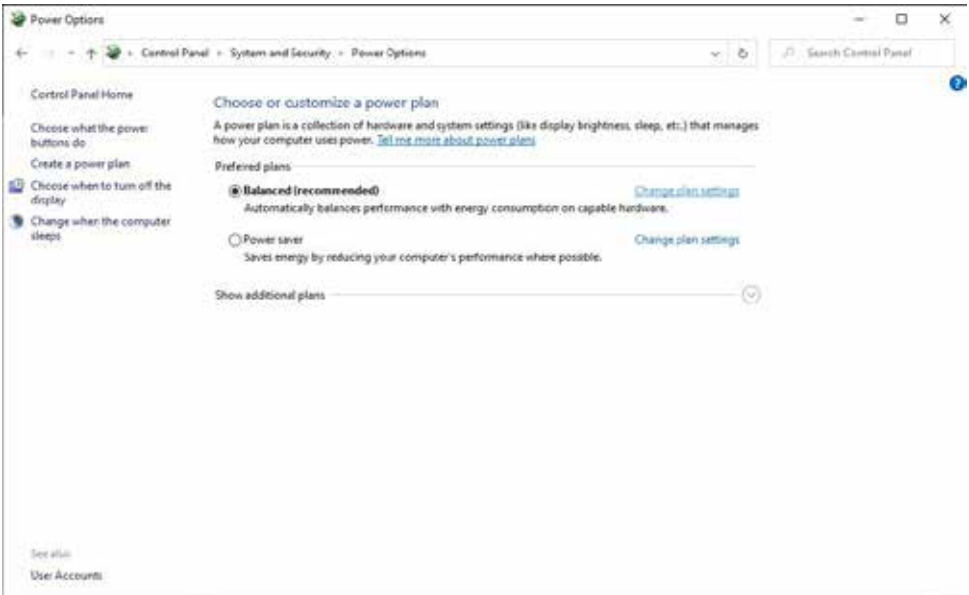 Power Options
Control Panel › System and Security › Power Options
Search Control Panel
Control Panel Home
Choose what the power
buttons do
Create a power plan
Choose when to turn off the
display
Change when the computer
sleeps
Choose or customize a power plan
A power plan is a collection of hardware and system settings (like display brightness, sleep, etc.) that manages
how your computer uses power. Tell me more about power plans
Preferred plans
Balanced (recommended) Change plan settings
Automatically balances performance with energy consumption on capable hardware.
Power saver Change plan settings
Saves energy by reducing your computer's performance where possible.
Show additional plans
See also
User Accounts